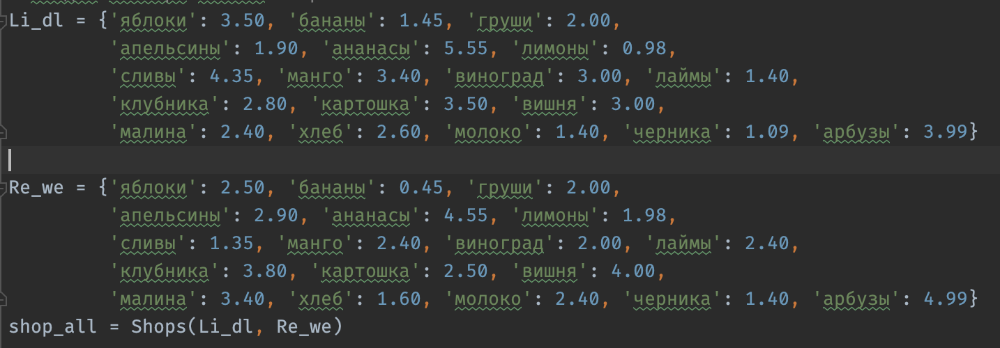 Li_dl = {'яблоки': 3.50, 'бананы': 1.45, 'груши': 2.00,
'апельсины': 1.90, 'ананасы': 5.55, 'лимоны': 0.98,
'сливы': 4.35, 'манго': 3.40, 'виноград': 3.00, 'лаймы': 1.40,
'клубника': 2.80, 'картошка': 3.50, 'вишня': 3.00,
'малина': 2.40, 'хлеб': 2.60, 'молоко': 1.40, 'черника': 1.09, 'арбузы': 3.99}
Re_we = {'яблоки': 2.50, 'бананы': 0.45, 'груши': 2.00,
'апельсины': 2.90, 'ананасы': 4.55, 'лимоны': 1.98,
'сливы': 1.35, 'манго': 2.40, 'виноград': 2.00, 'лаймы': 2.40,
'клубника': 3.80, 'картошка': 2.50, 'вишня': 4.00,
'малина': 3.40, 'хлеб': 1.60, 'молоко': 2.40, 'черника': 1.40, 'арбузы': 4.99}
shop_all = Shops(Li_dl, Re_we)